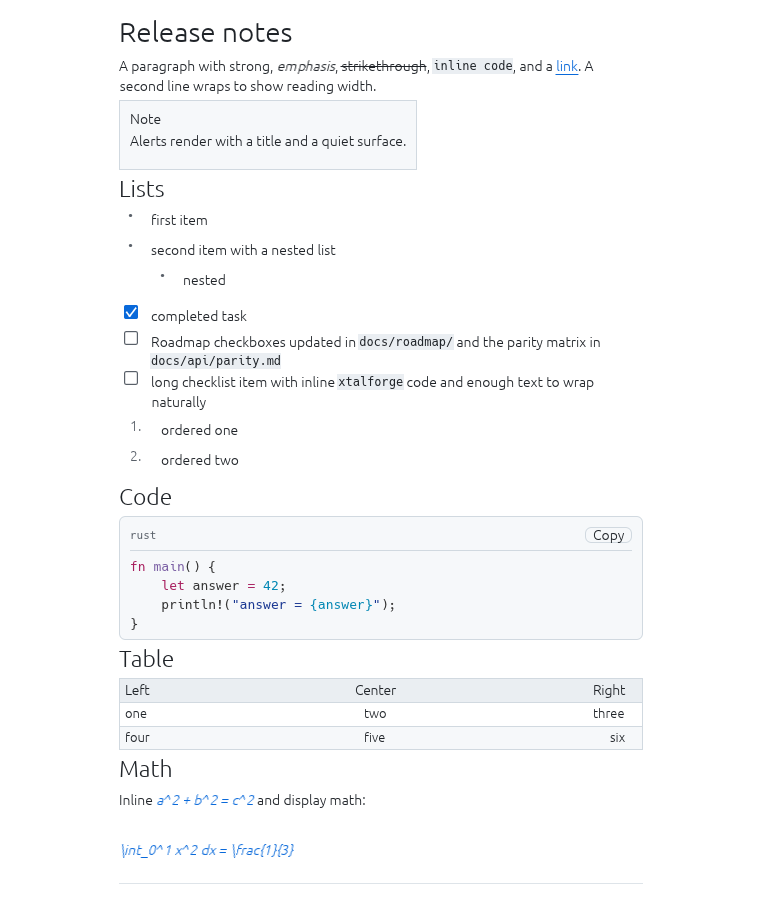 Release notes
A paragraph with strong, emphasis, strikethrough, inline code, and a link. A
second line wraps to show reading width.
Note
Alerts render with a title and a quiet surface.
Lists
• first item
• second item with a nested list
• nested
completed task
Roadmap checkboxes updated in docs/roadmap/ and the parity matrix in
docs/api/parity.md
long checklist item with inline xtalforge code and enough text to wrap
naturally
1. ordered one
2. ordered two
Code
rust Copy
fn main() {
    let answer = 42;
    println!("answer = {answer}");
}
Table
Left Center Right
one two three
four five six
Math
Inline a^2 + b^2 = c^2 and display math:
\int_0^1 x^2 dx = \frac{1}{3}